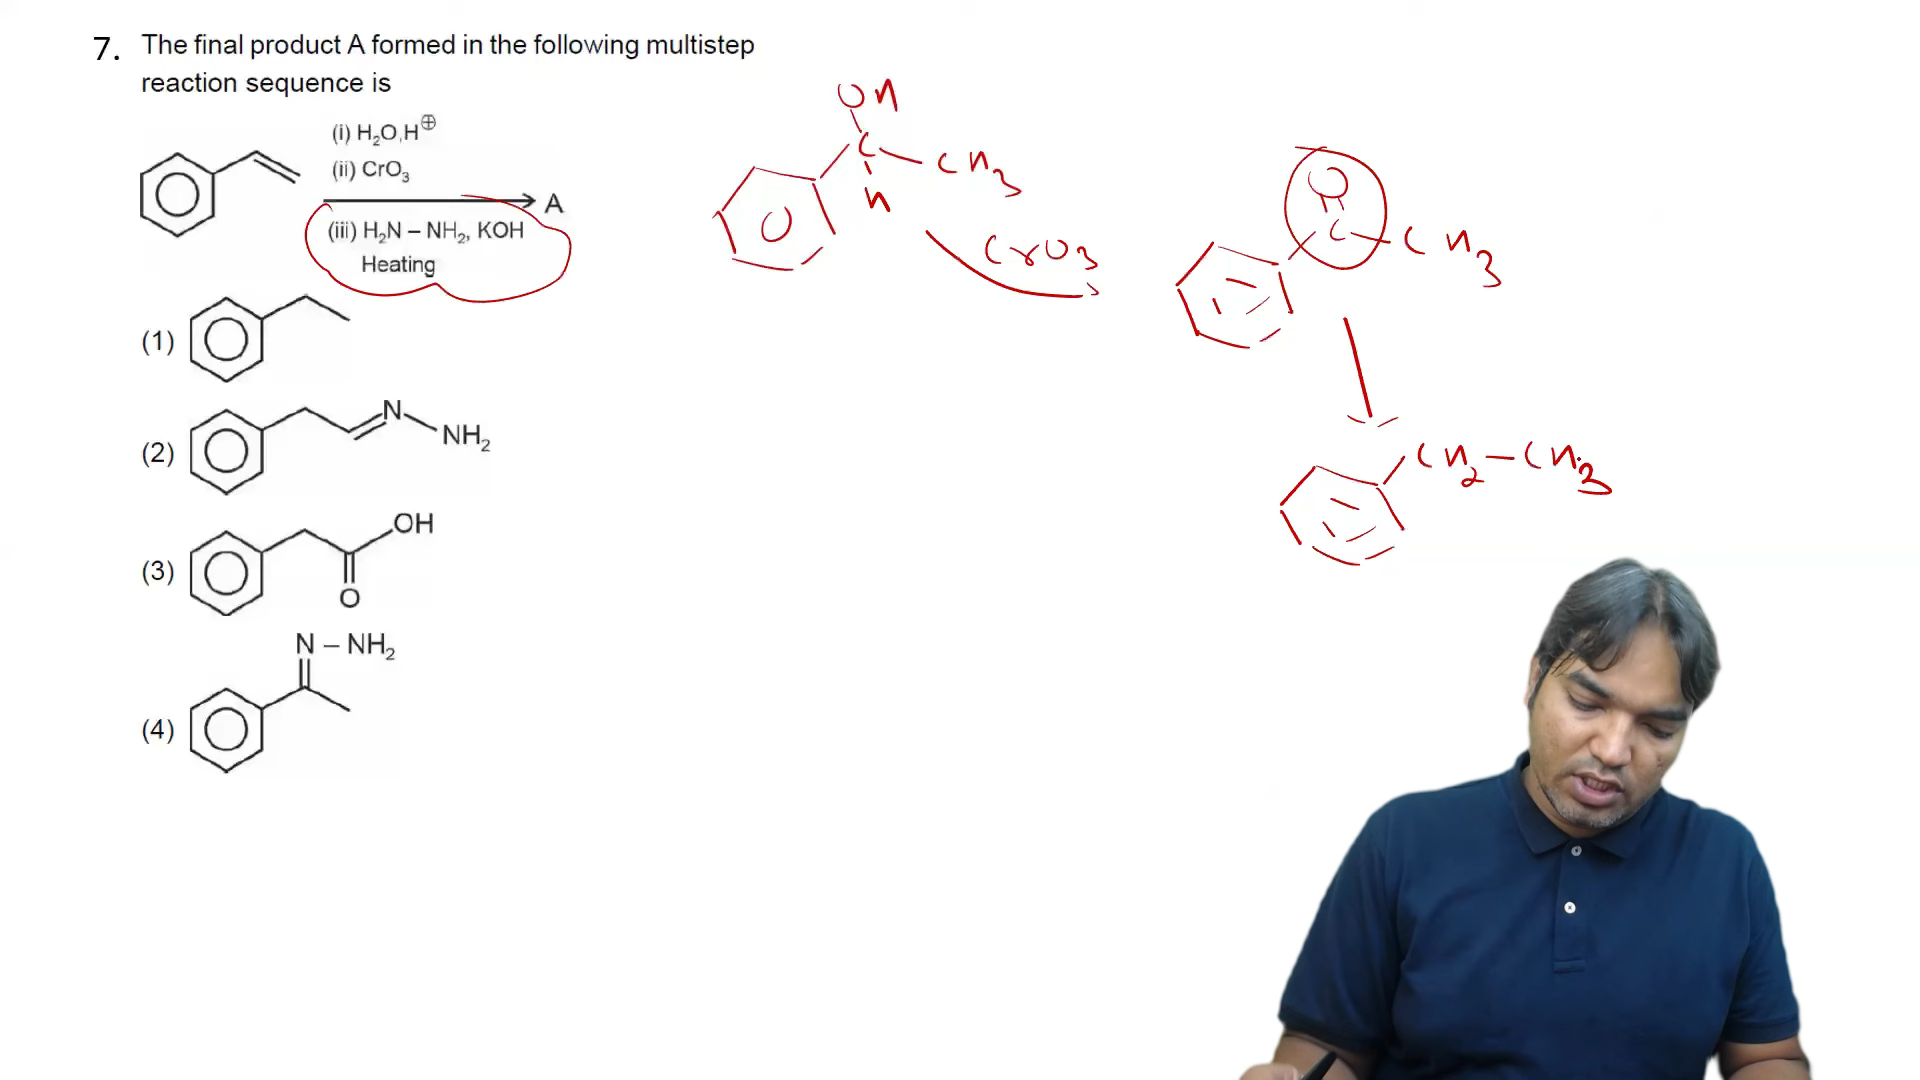 7. The final product A formed in the following multistep
reaction sequence is
(i) H₂O,H⊕
(ii) CrO₃
A
(iii) H₂N – NH₂, KOH
Heating
(1)
(2) N NH₂
(3) OH
O
(4) N – NH₂
OH
C CH₃
H
CrO₃
O
C CH₃
CH₂–CH₃